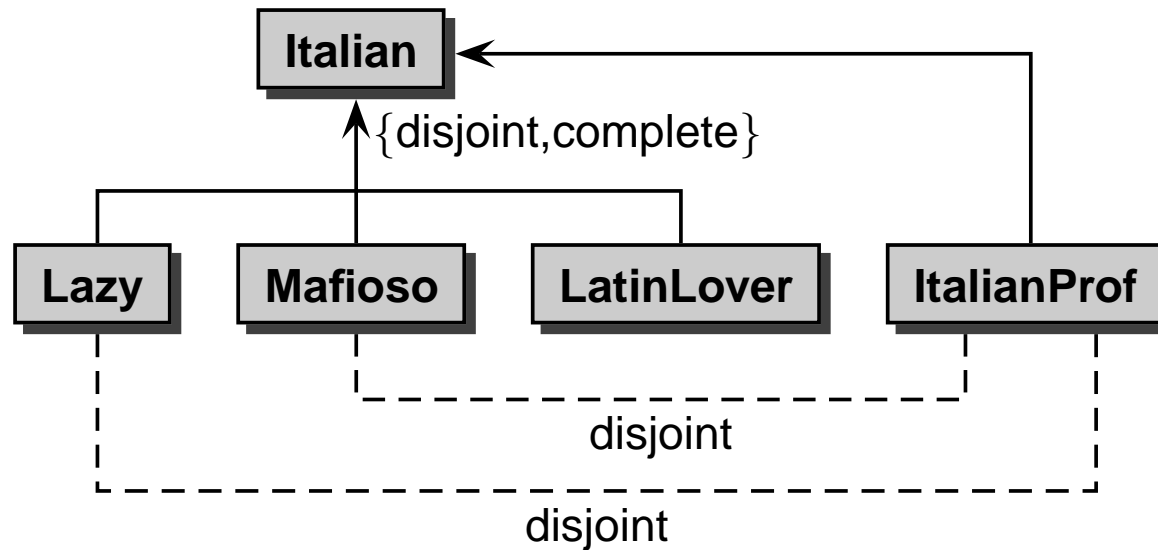 Italian
{disjoint,complete}
Lazy
Mafioso
LatinLover
ItalianProf
disjoint
disjoint